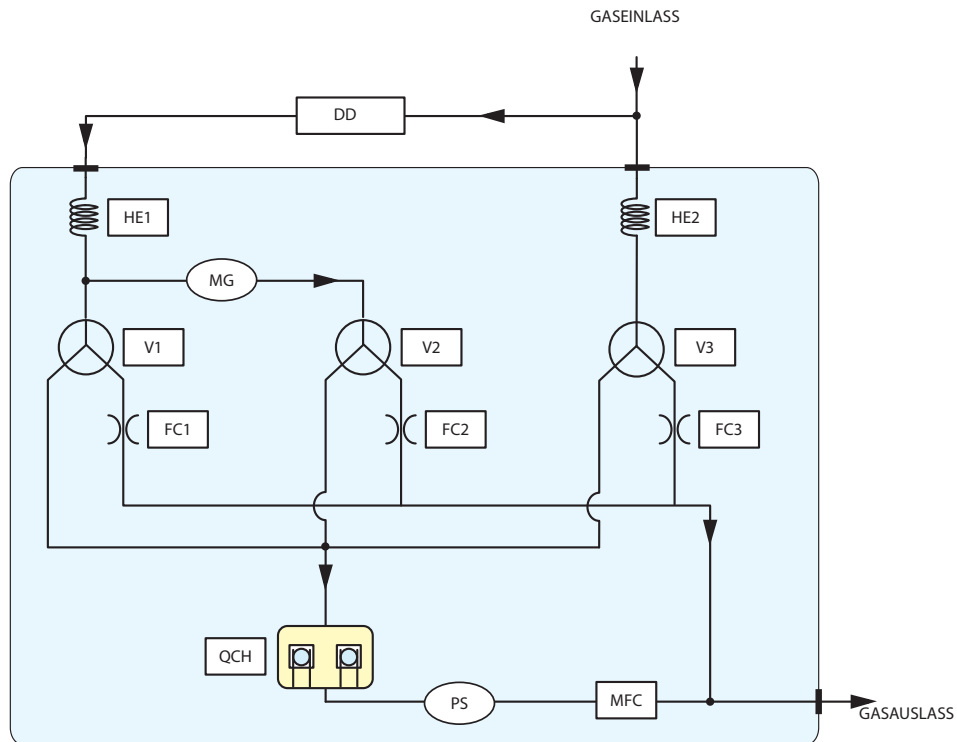 GASEINLASS
DD
HE1
HE2
MG
V1
V2
V3
FC1
FC2
FC3
QCH
PS
MFC
GASAUSLASS